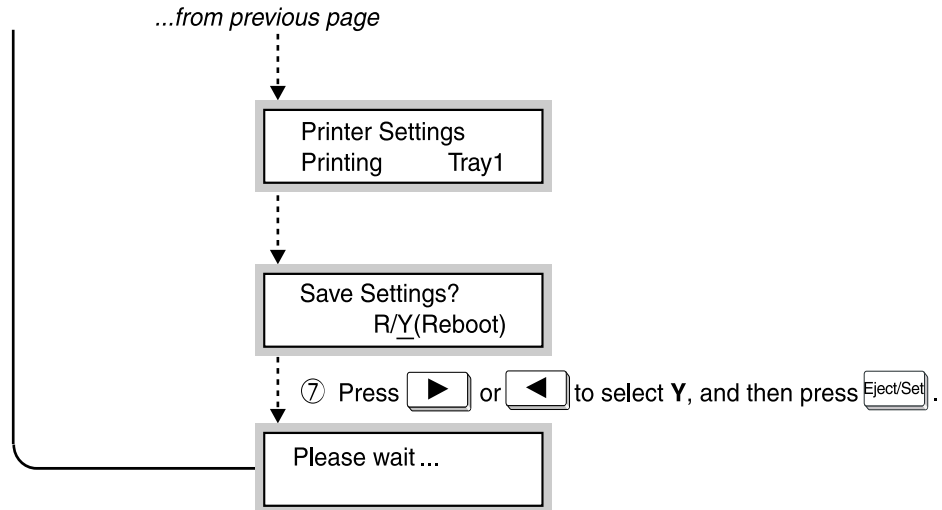 ...from previous page
Printer Settings
Printing Tray1
Save Settings?
R/Y(Reboot)
⑦ Press ▶ or ◀ to select Y, and then press Eject/Set.
Please wait...